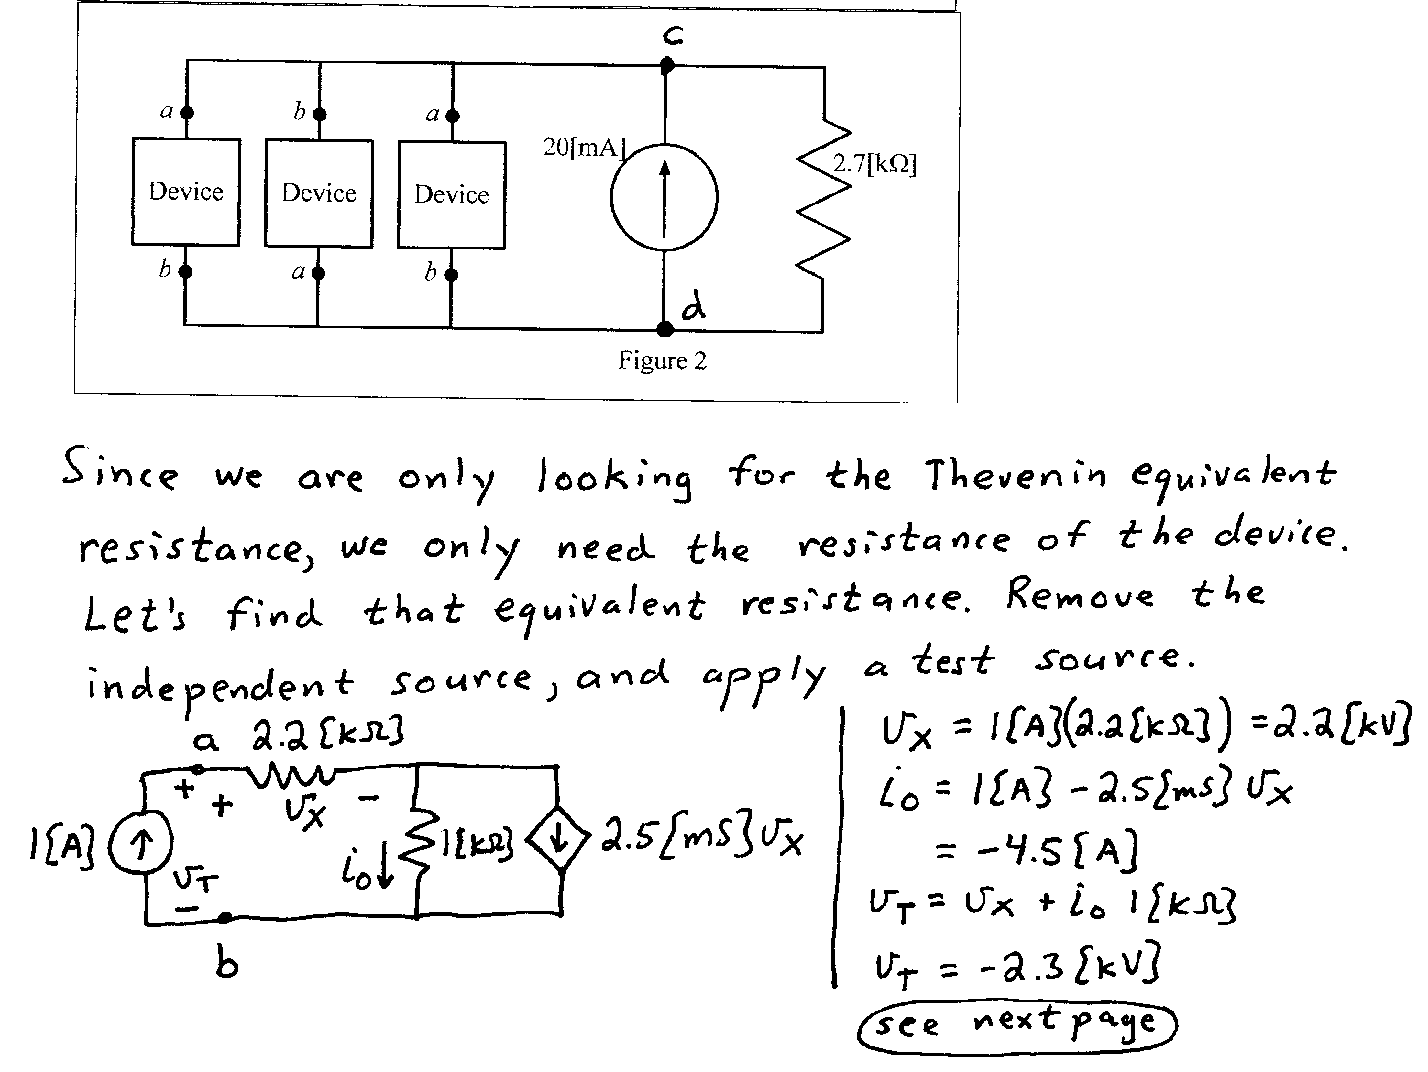 c
a b a
20[mA]
2.7[kΩ]
Device Device Device
b a b
d
Figure 2
Since we are only looking for the Thevenin equivalent
resistance, we only need the resistance of the device.
Let's find that equivalent resistance. Remove the
independent source, and apply a test source.
a 2.2[kΩ]
+ + vx -
1[A]
vT
-
io
1[kΩ]
2.5[mS]vx
b
vx = 1[A](2.2[kΩ]) = 2.2[kV]
io = 1[A] - 2.5[mS] vx
= -4.5[A]
vT = vx + io 1[kΩ]
vT = -2.3[kV]
see next page